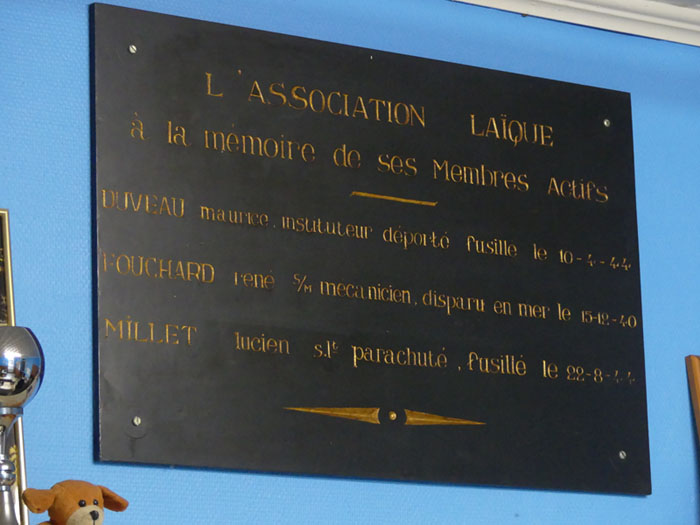 L'ASSOCIATION LAÏQUE
à la mémoire de ses Membres Actifs
DUVEAU maurice, instituteur déporté fusillé le 10-4-44
FOUCHARD rené S/M mécanicien, disparu en mer le 15-12-40
MILLET lucien s.lt parachuté, fusillé le 22-8-44